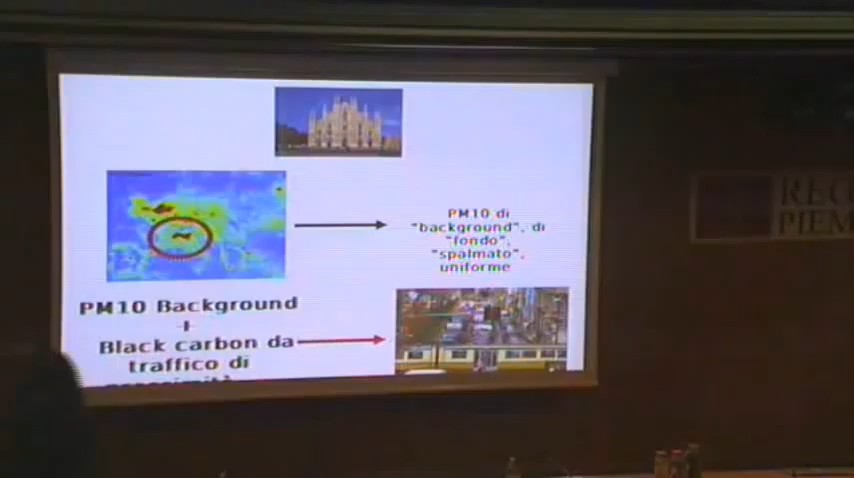 PM10 di
"background", di
"fondo",
"spalmato",
uniforme
PM10 Background
+
Black carbon da
traffico di
REG
PIEM